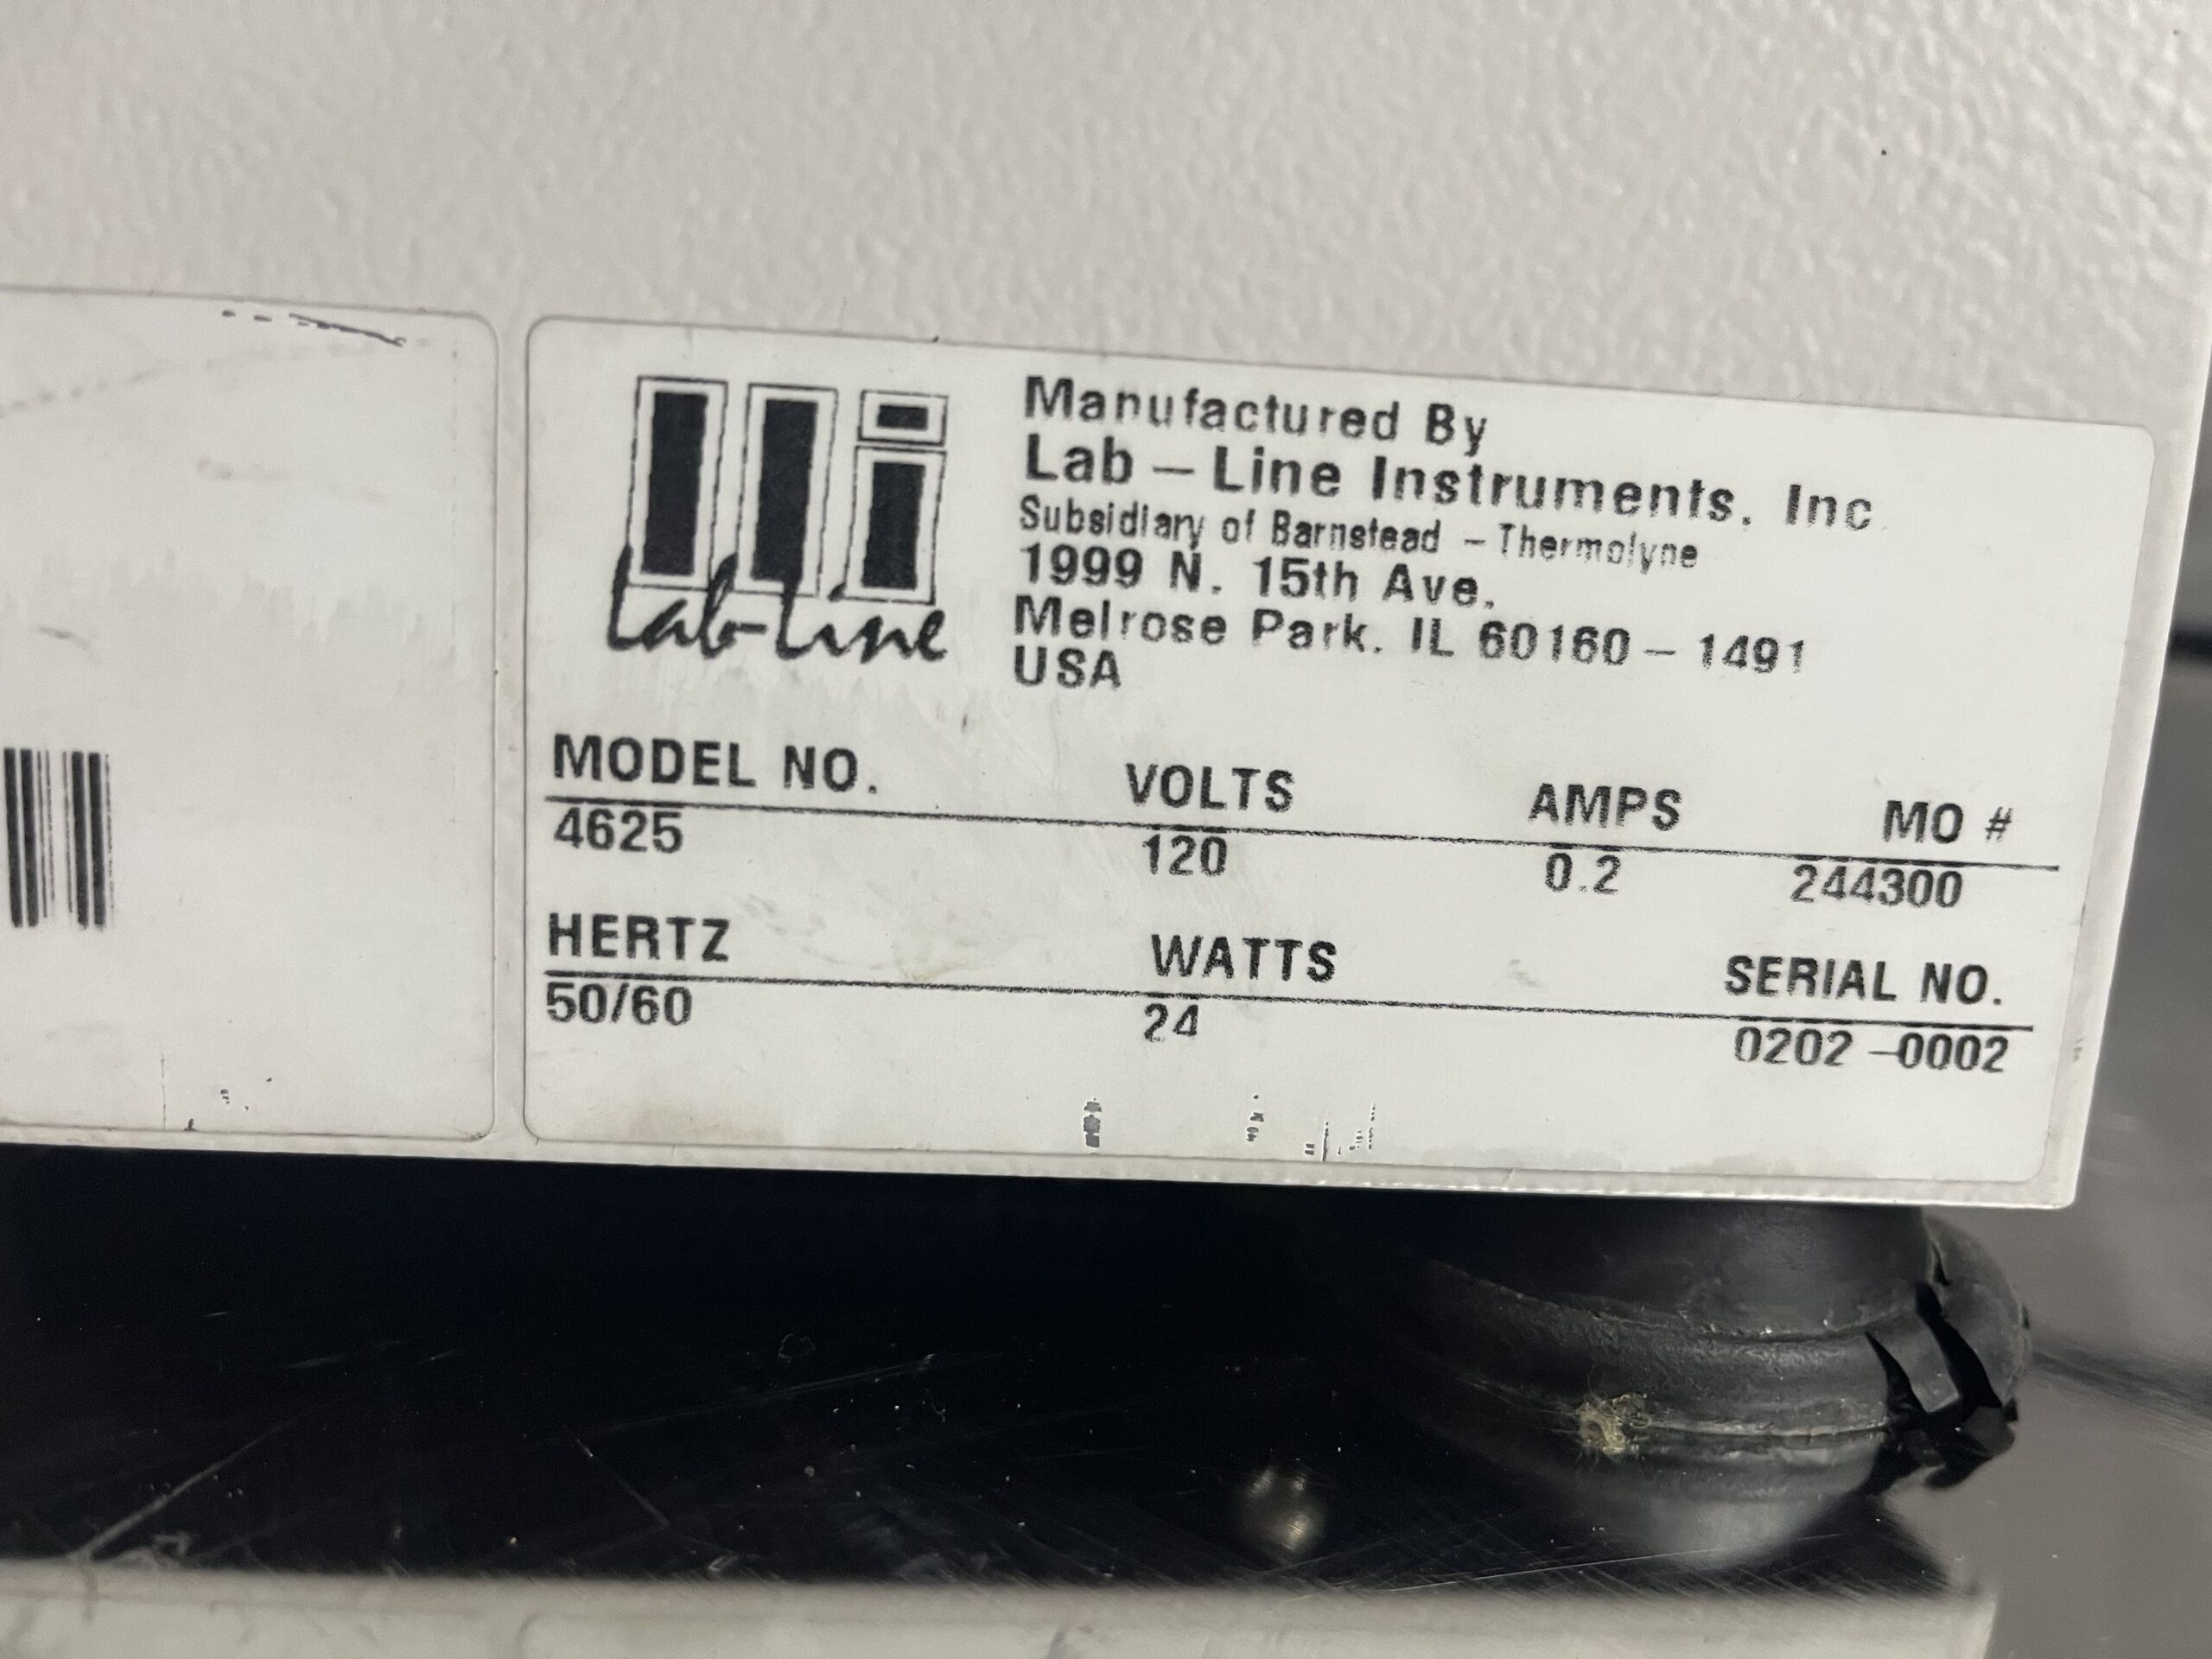 Lab-Line
Manufactured By
Lab – Line Instruments, Inc
Subsidiary of Barnstead – Thermolyne
1999 N. 15th Ave.
Melrose Park, IL 60160 – 1491
USA
MODEL NO. VOLTS AMPS MO #
4625 120 0.2 244300
HERTZ WATTS SERIAL NO.
50/60 24 0202 –0002